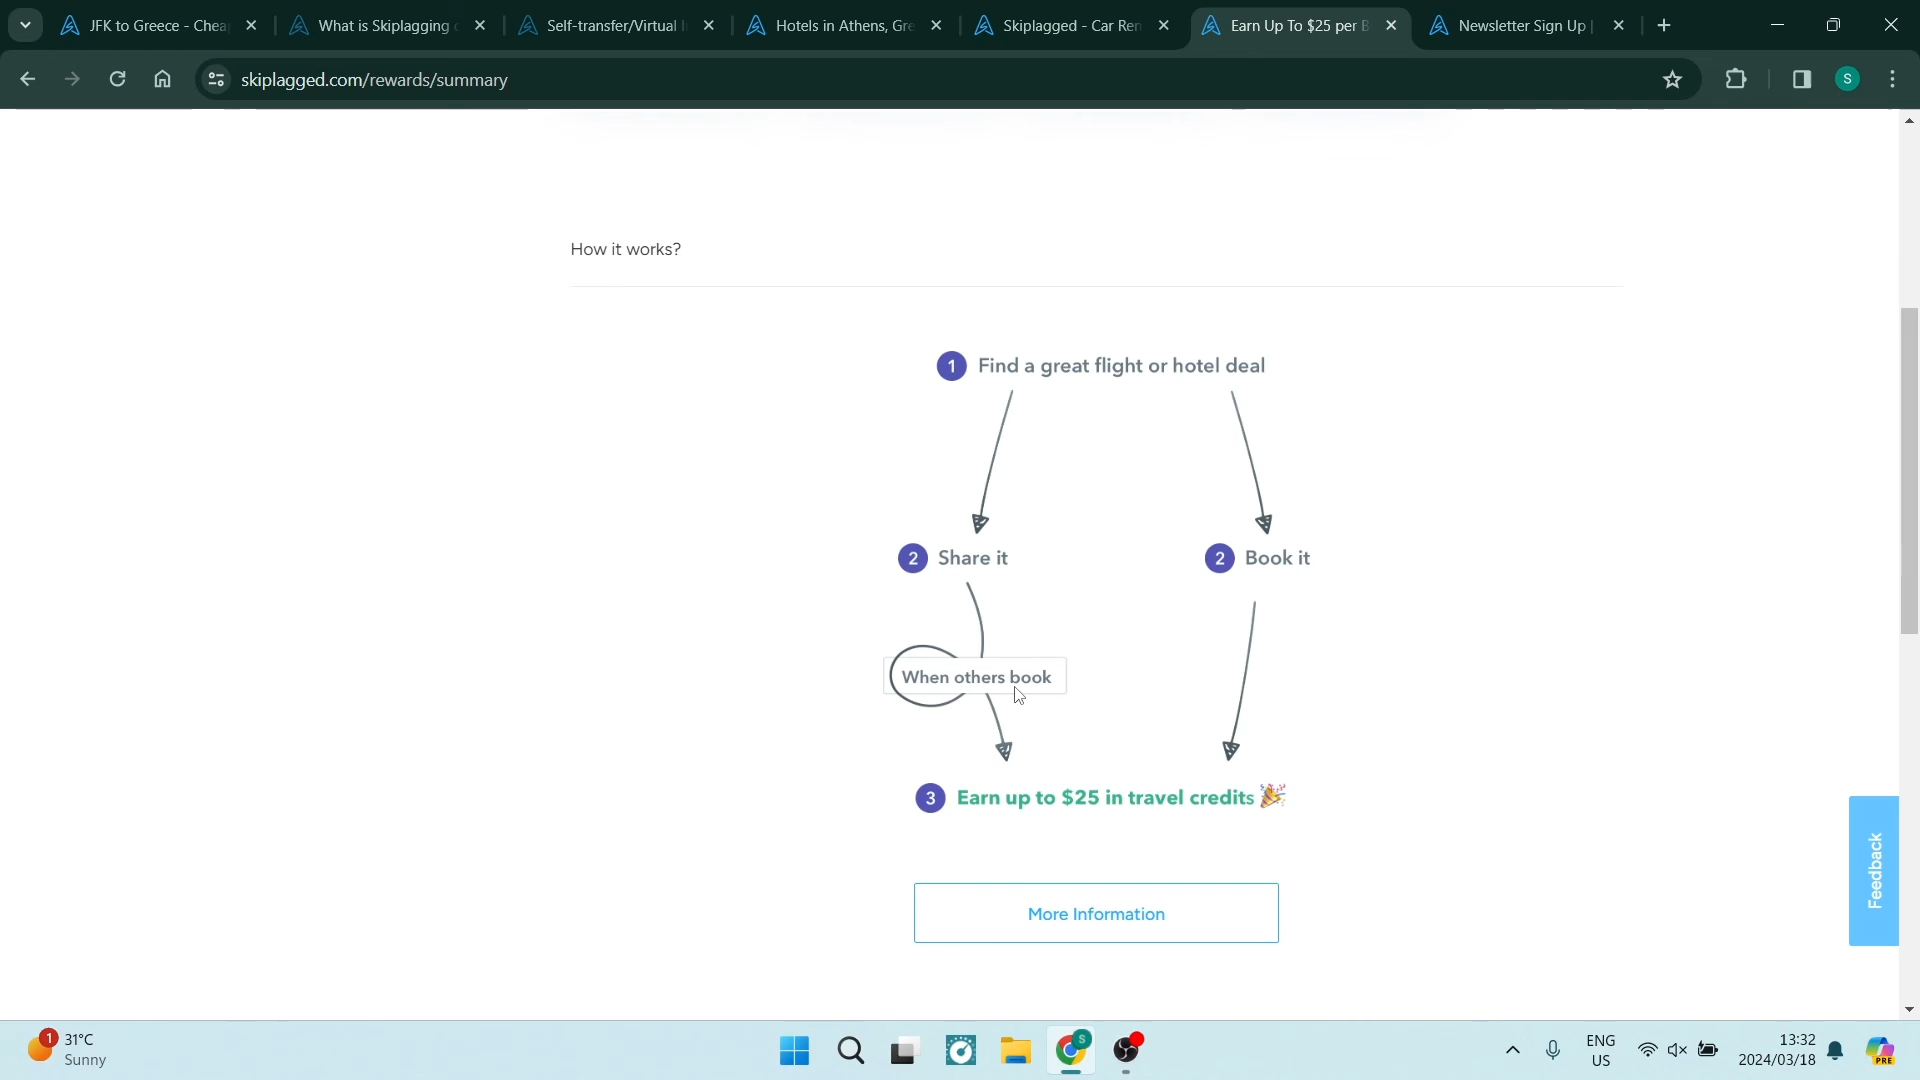 JFK to Greece - Chea
What is Skiplagging
Self-transfer/Virtual I
Hotels in Athens, Gre
Skiplagged - Car Ren
Earn Up To $25 per B
Newsletter Sign Up |
skiplagged.com/rewards/summary
S
How it works?
1 Find a great flight or hotel deal
2 Share it
2 Book it
When others book
3 Earn up to $25 in travel credits
More Information
Feedback
1
31°C
Sunny
S
ENG
US
13:32
2024/03/18
PRE